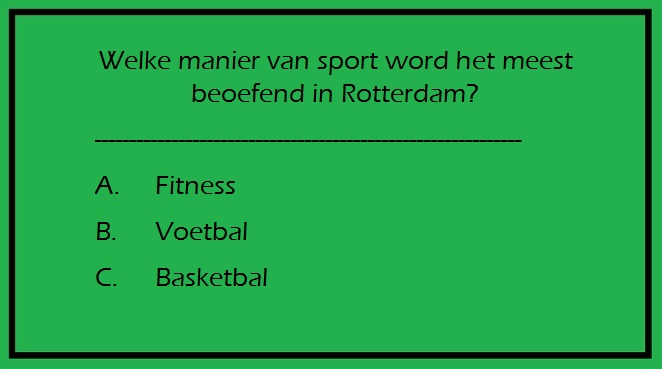 Welke manier van sport word het meest
beoefend in Rotterdam?
A. Fitness
B. Voetbal
C. Basketbal